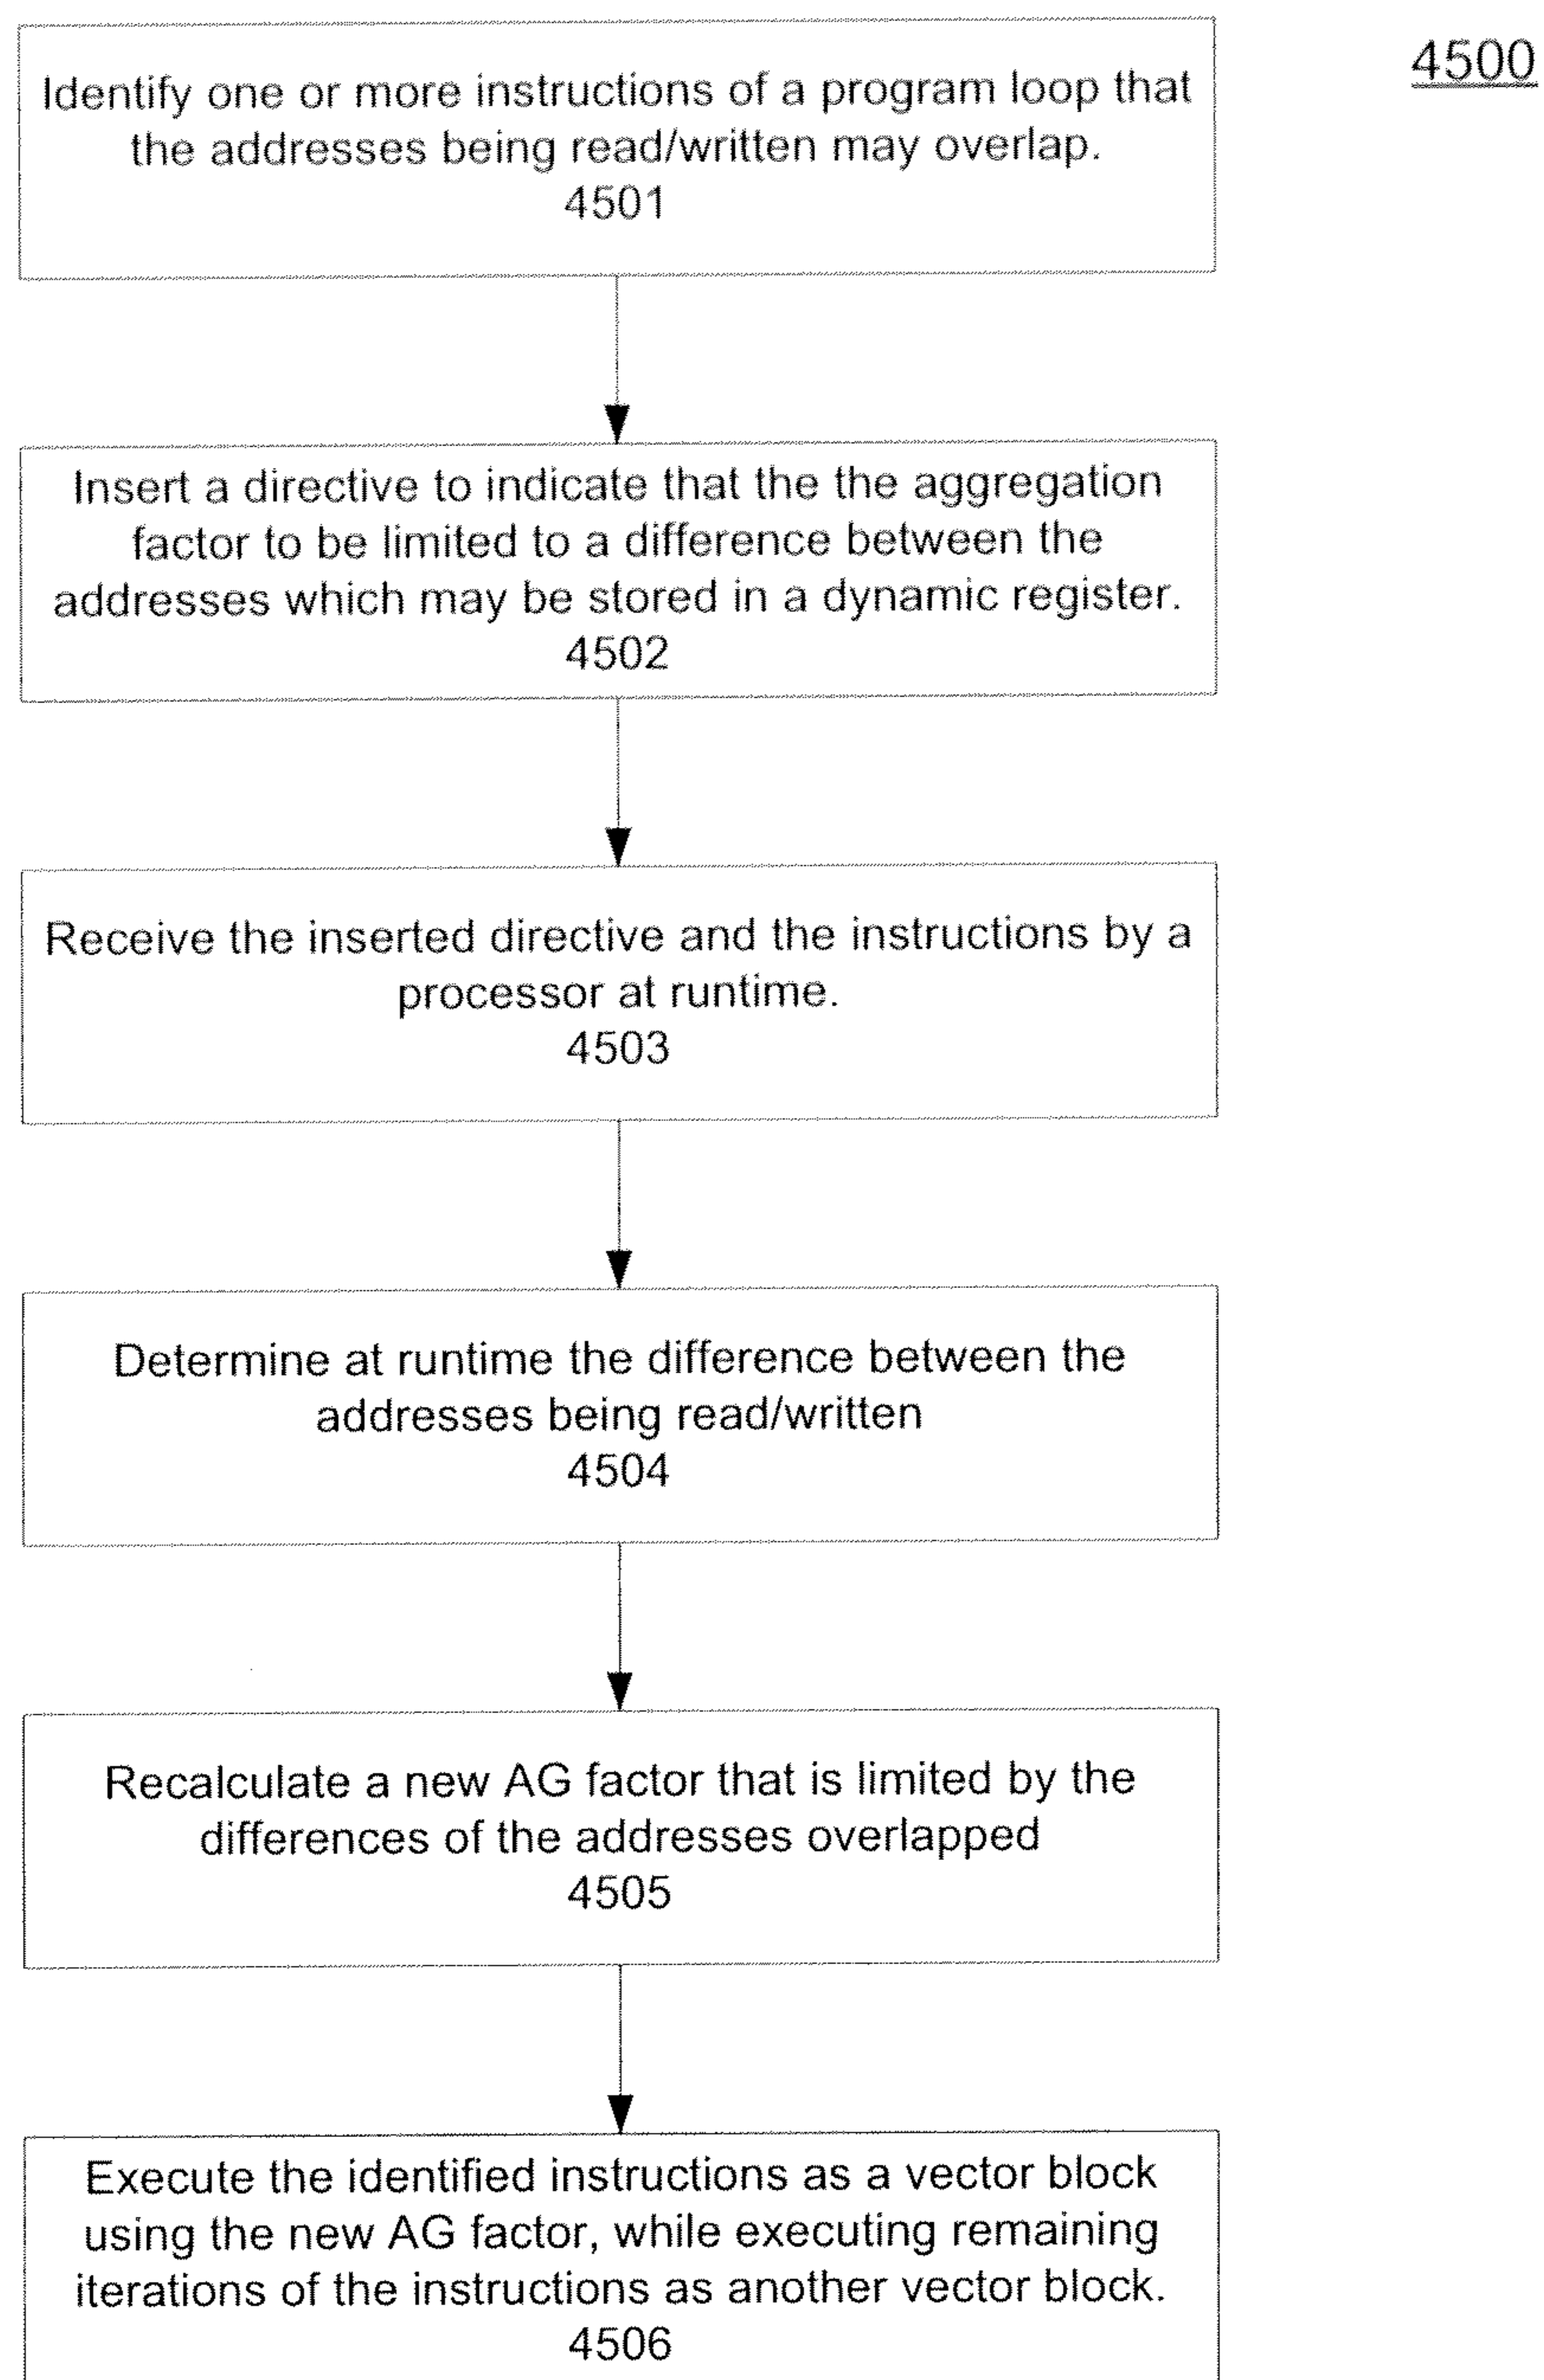 4500
Identify one or more instructions of a program loop that
the addresses being read/written may overlap.
4501
Insert a directive to indicate that the the aggregation
factor to be limited to a difference between the
addresses which may be stored in a dynamic register.
4502
Receive the inserted directive and the instructions by a
processor at runtime.
4503
Determine at runtime the difference between the
addresses being read/written
4504
Recalculate a new AG factor that is limited by the
differences of the addresses overlapped
4505
Execute the identified instructions as a vector block
using the new AG factor, while executing remaining
iterations of the instructions as another vector block.
4506